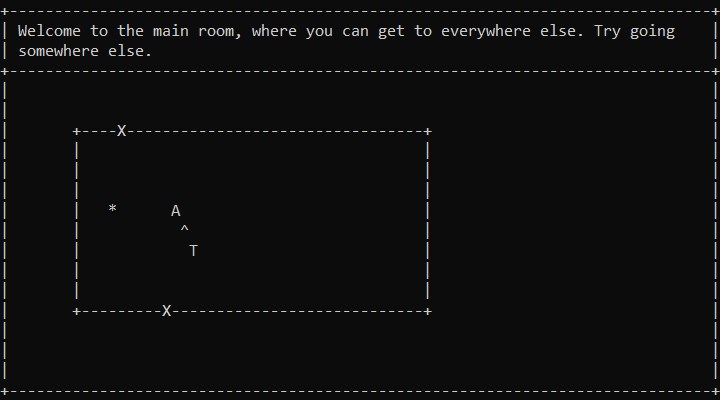 Welcome to the main room, where you can get to everywhere else. Try going
somewhere else.
X
* A
^
T
X